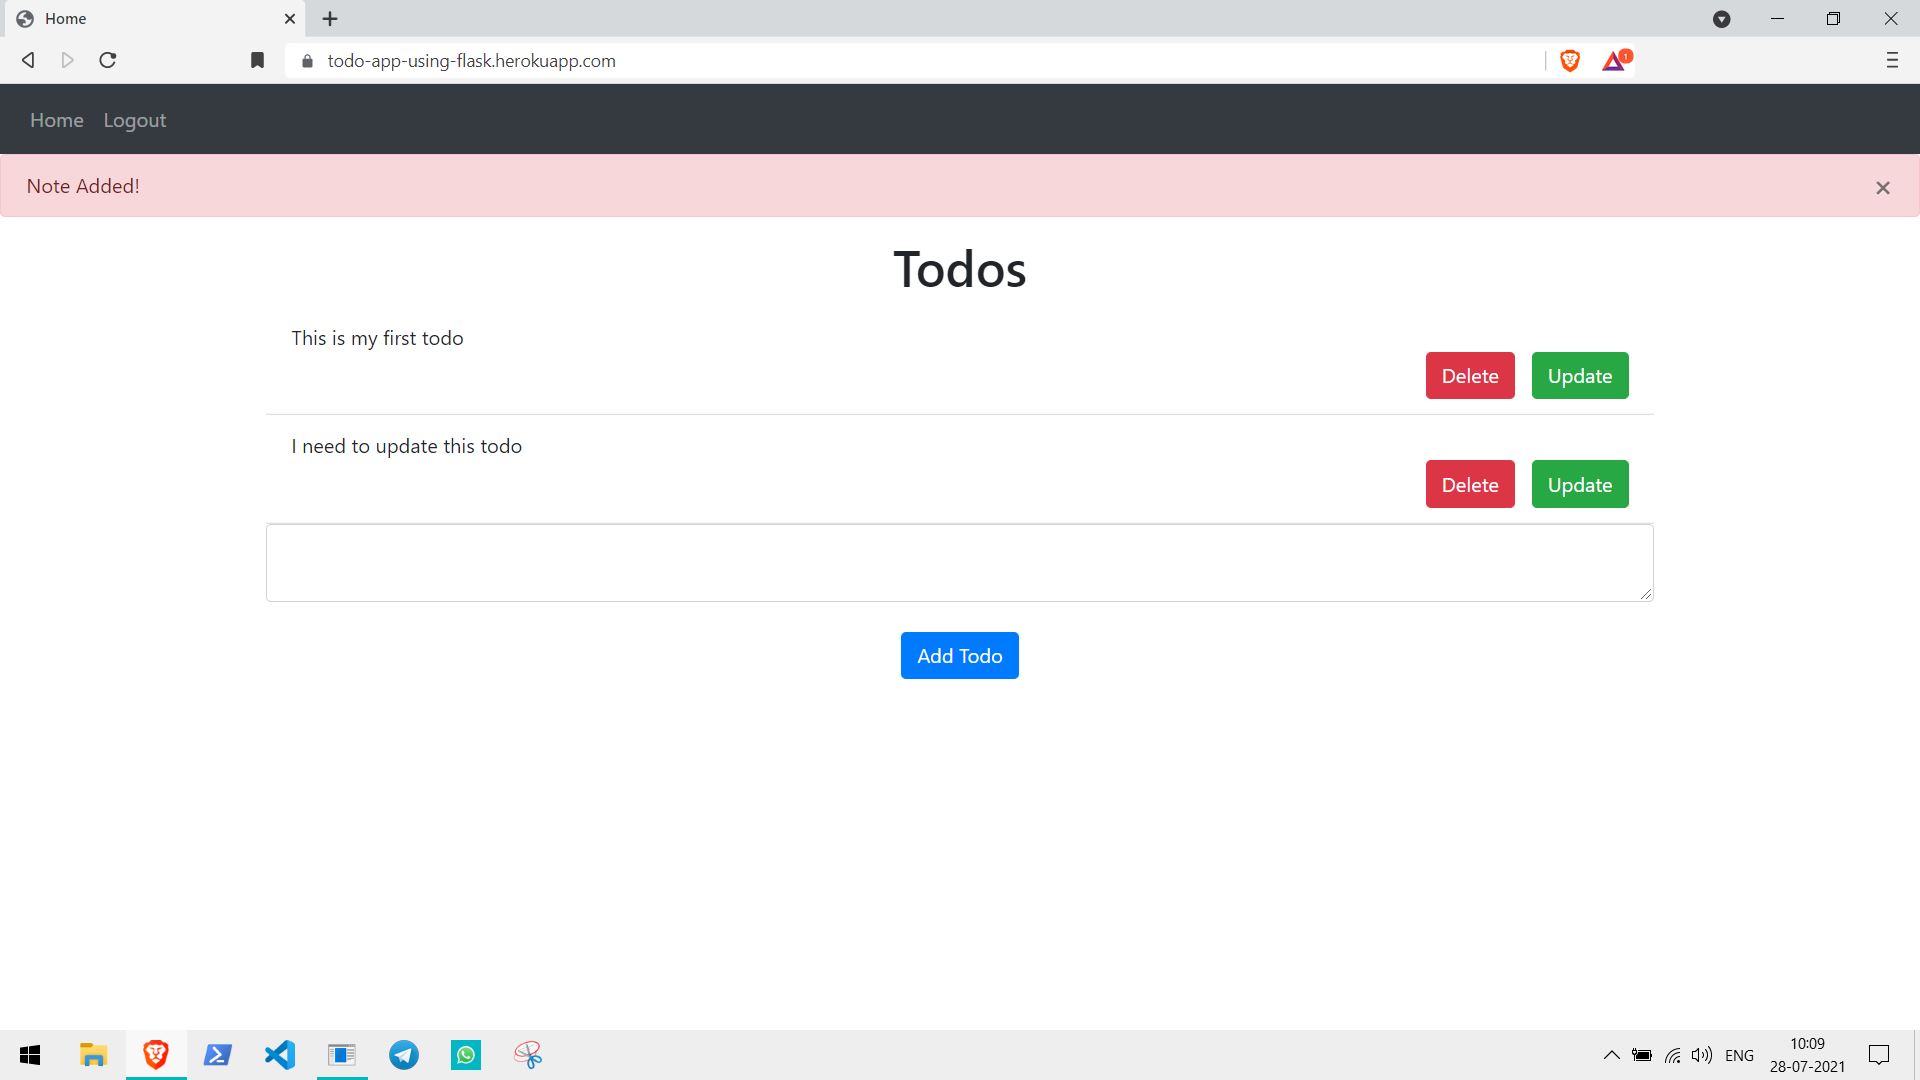 Home
todo-app-using-flask.herokuapp.com
1
Home Logout
Note Added!
Todos
This is my first todo
Delete Update
I need to update this todo
Delete Update
Add Todo
ENG
10:09
28-07-2021